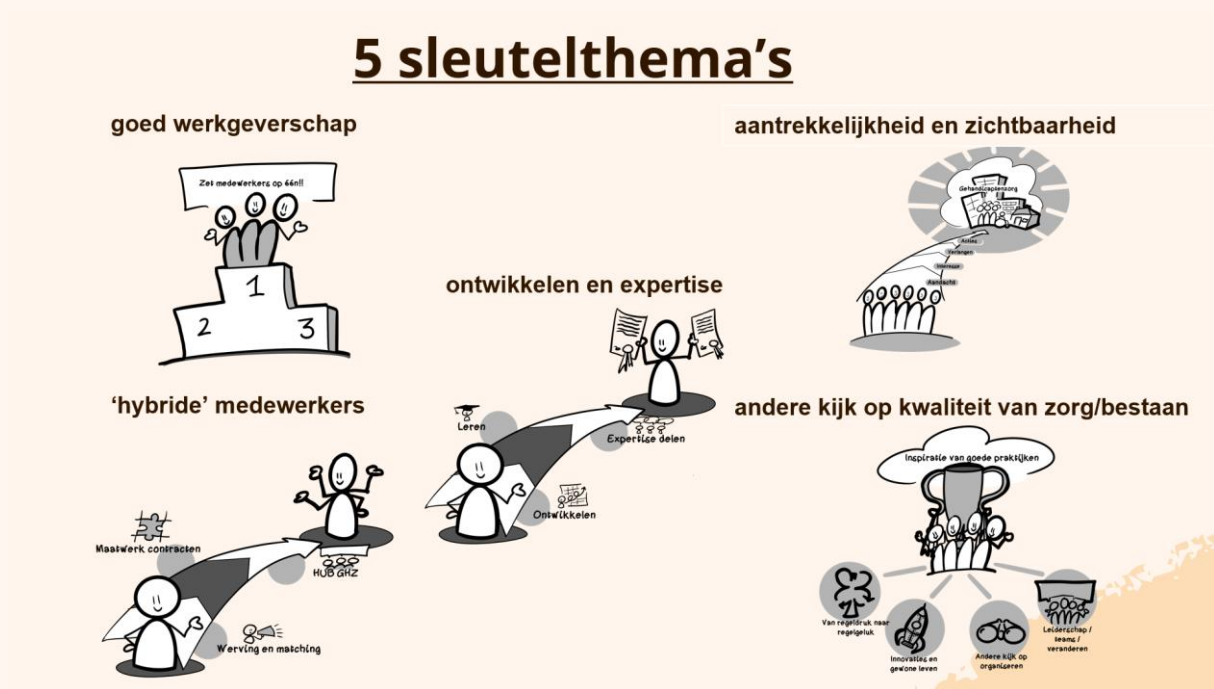 5 sleutelthema's
goed werkgeverschap
Zet medewerkers op één!!
1
2
3
aantrekkelijkheid en zichtbaarheid
Gehandicaptenzorg
Acties
Verlangen
Interesse
Aandacht
ontwikkelen en expertise
Leren
Expertise delen
Ontwikkelen
'hybride' medewerkers
Maatwerk contracten
HUB GHZ
Werving en matching
andere kijk op kwaliteit van zorg/bestaan
Inspiratie van goede praktijken
Van regeldruk naar
regelgeluk
Innovaties en
gewone leven
Andere kijk op
organiseren
Leiderschap /
teams /
veranderen